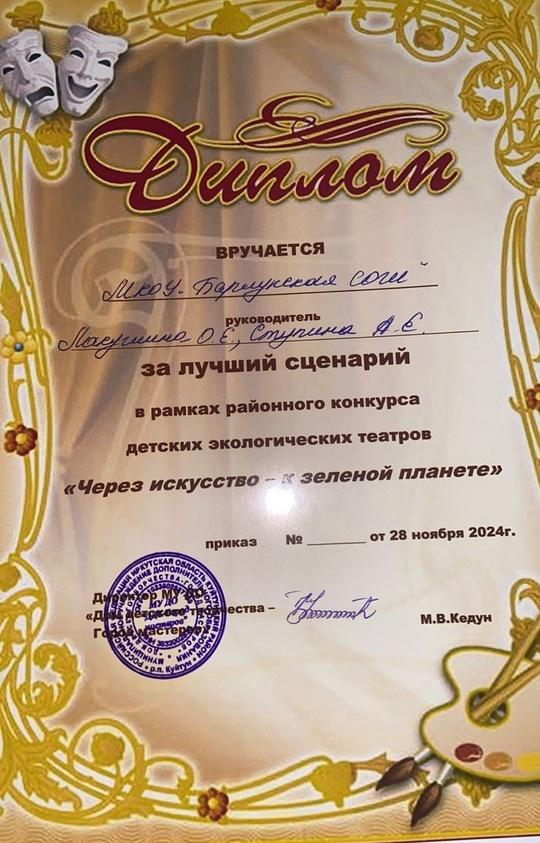 Диплом
ВРУЧАЕТСЯ
МКОУ "Барлукская СОШ"
руководитель
О.Е., Ступина А.Е.
за лучший сценарий
в рамках районного конкурса
детских экологических театров
«Через искусство – к зеленой планете»
приказ № ________ от 28 ноября 2024г.
Директор МУ ДО
«Дом детского творчества –
Город мастеров»
М.В.Кедун